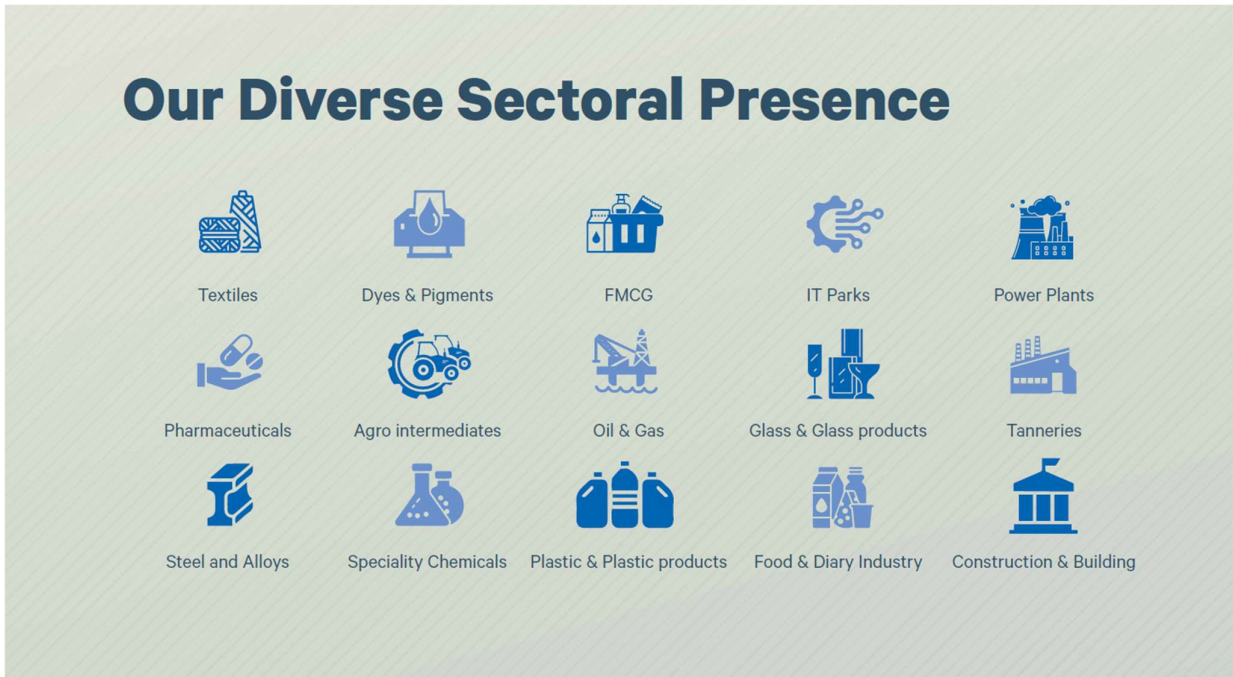 Our Diverse Sectoral Presence
Textiles
Dyes & Pigments
FMCG
IT Parks
Power Plants
Pharmaceuticals
Agro intermediates
Oil & Gas
Glass & Glass products
Tanneries
Steel and Alloys
Speciality Chemicals
Plastic & Plastic products
Food & Diary Industry
Construction & Building